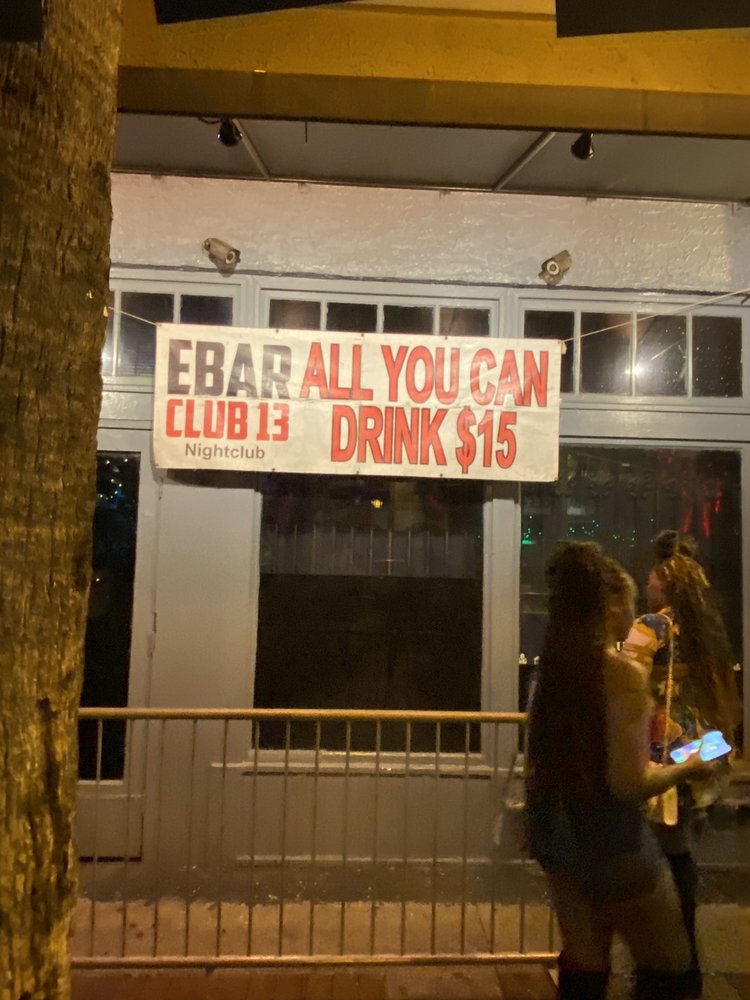 EBAR
CLUB 13
Nightclub
ALL YOU CAN
DRINK $15